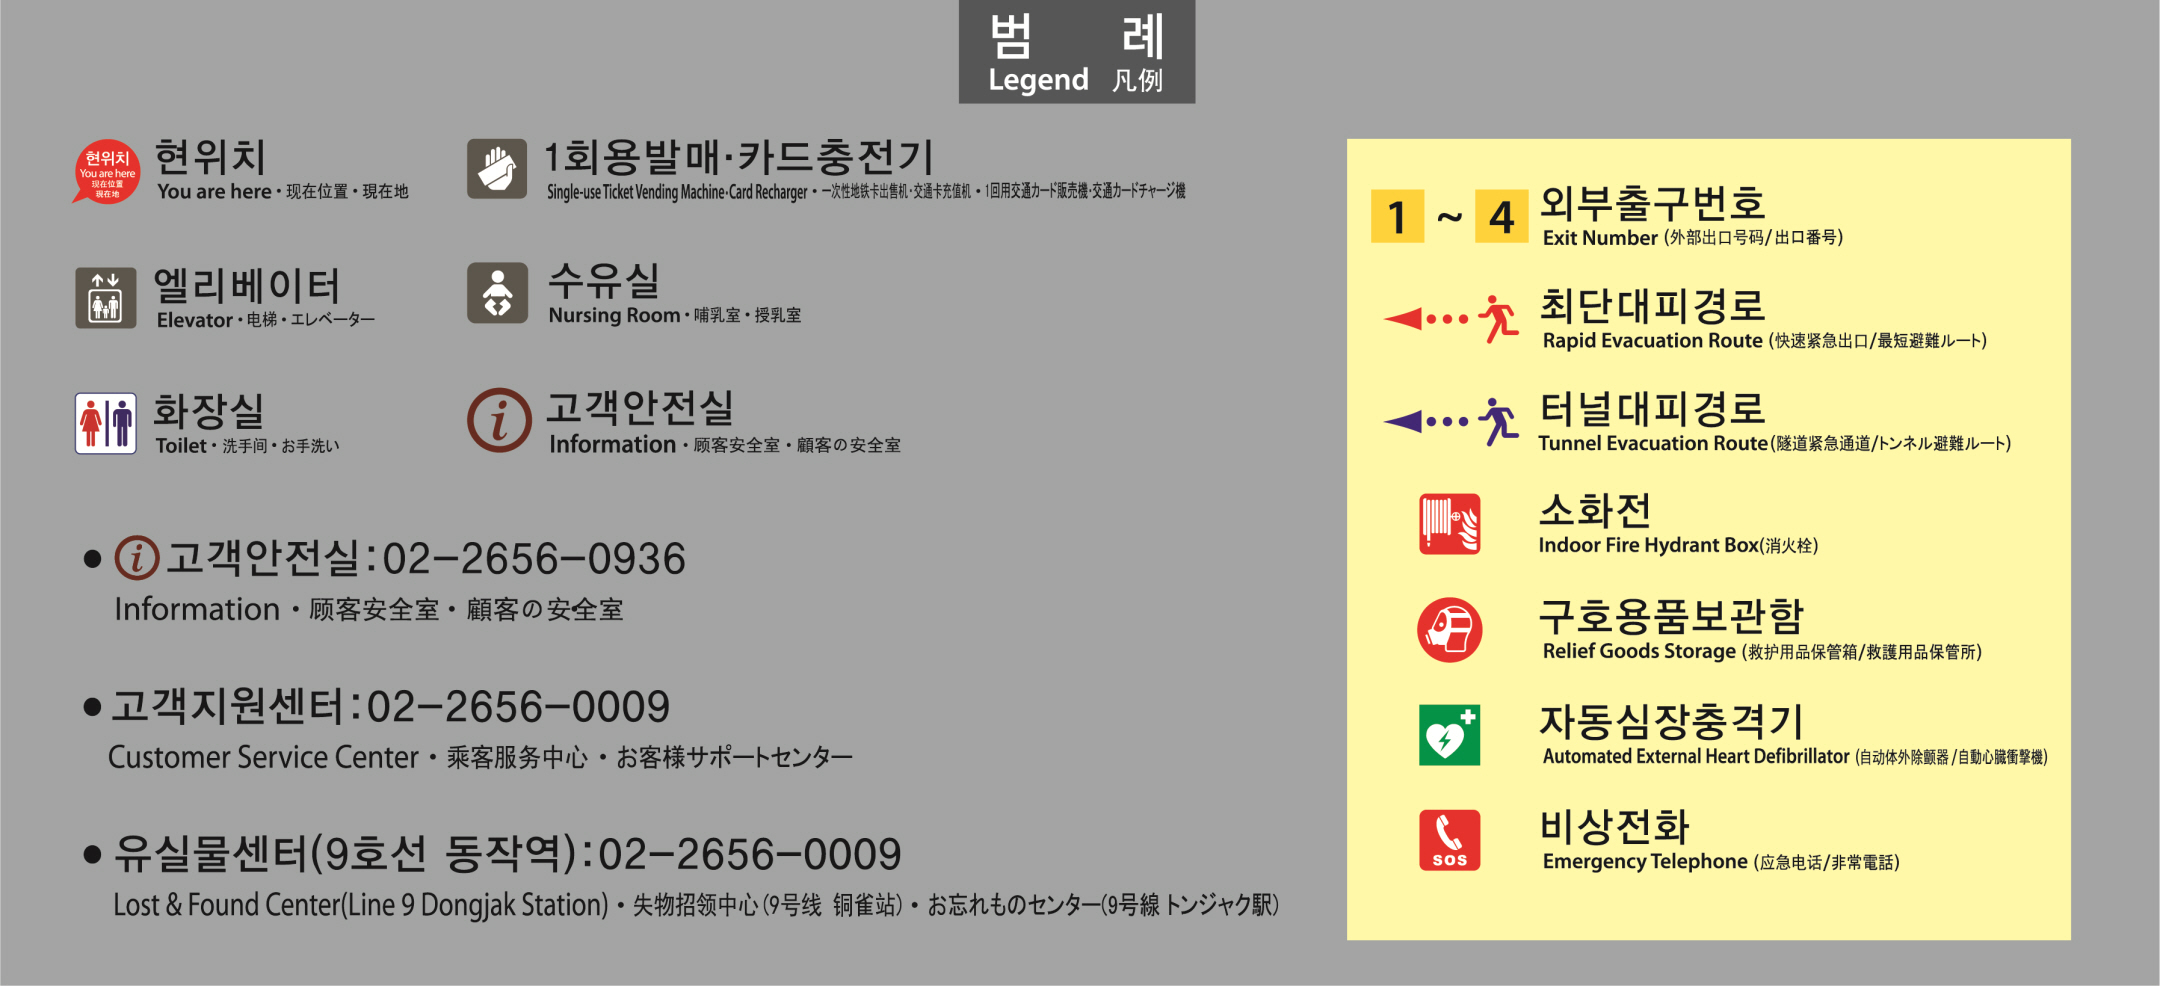 범 례
Legend 凡例
현위치
You are here
现在位置
現在地
현위치
You are here・现在位置・現在地
1회용발매·카드충전기
Single-use Ticket Vending Machine·Card Recharger・一次性地铁卡出售机·交通卡充值机・1回用交通カード販売機·交通カードチャージ機
엘리베이터
Elevator・电梯・エレベーター
수유실
Nursing Room・哺乳室・授乳室
화장실
Toilet・洗手间・お手洗い
i
고객안전실
Information・顾客安全室・顧客の安全室
● i 고객안전실:02-2656-0936
Information・顾客安全室・顧客の安全室
● 고객지원센터:02-2656-0009
Customer Service Center・乘客服务中心・お客様サポートセンター
● 유실물센터(9호선 동작역):02-2656-0009
Lost & Found Center(Line 9 Dongjak Station)・失物招领中心(9号线 铜雀站)・お忘れものセンター(9号線 トンジャク駅)
1 ~ 4 외부출구번호
Exit Number (外部出口号码/出口番号)
최단대피경로
Rapid Evacuation Route (快速紧急出口/最短避難ルート)
터널대피경로
Tunnel Evacuation Route(隧道紧急通道/トンネル避難ルート)
소화전
Indoor Fire Hydrant Box(消火栓)
구호용품보관함
Relief Goods Storage (救护用品保管箱/救護用品保管所)
자동심장충격기
Automated External Heart Defibrillator (自动体外除颤器/自動心臓衝撃機)
SOS
비상전화
Emergency Telephone (应急电话/非常電話)